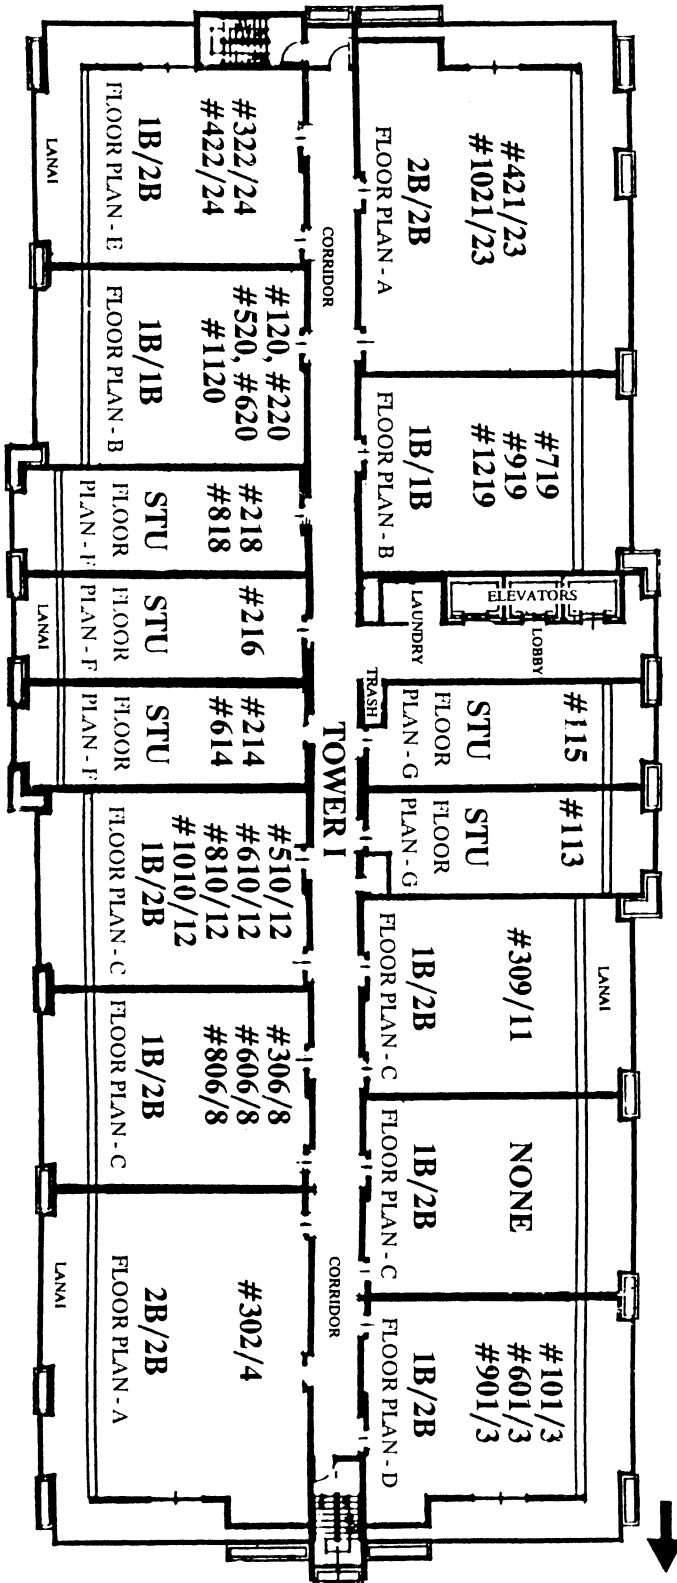 #322/24
#422/24
1B/2B
FLOOR PLAN - E
LANAI
#120, #220
#520, #620
#1120
1B/1B
FLOOR PLAN - B
#218
#818
STU
FLOOR
PLAN - F
#216
STU
FLOOR
PLAN - F
LANAI
#214
#614
STU
FLOOR
PLAN - F
#510/12
#610/12
#810/12
#1010/12
1B/2B
FLOOR PLAN - C
#306/8
#606/8
#806/8
1B/2B
FLOOR PLAN - C
#302/4
2B/2B
FLOOR PLAN - A
LANAI
CORRIDOR
TOWER I
CORRIDOR
#421/23
#1021/23
2B/2B
FLOOR PLAN - A
#719
#919
#1219
1B/1B
FLOOR PLAN - B
ELEVATORS
LOBBY
LAUNDRY
TRASH
#115
STU
FLOOR
PLAN - G
#113
STU
FLOOR
PLAN - G
LANAI
#309/11
1B/2B
FLOOR PLAN - C
NONE
1B/2B
FLOOR PLAN - C
#101/3
#601/3
#901/3
1B/2B
FLOOR PLAN - D